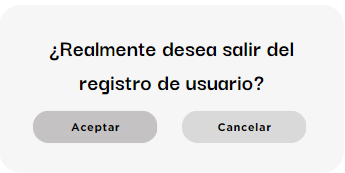 ¿Realmente desea salir del
registro de usuario?
Aceptar
Cancelar